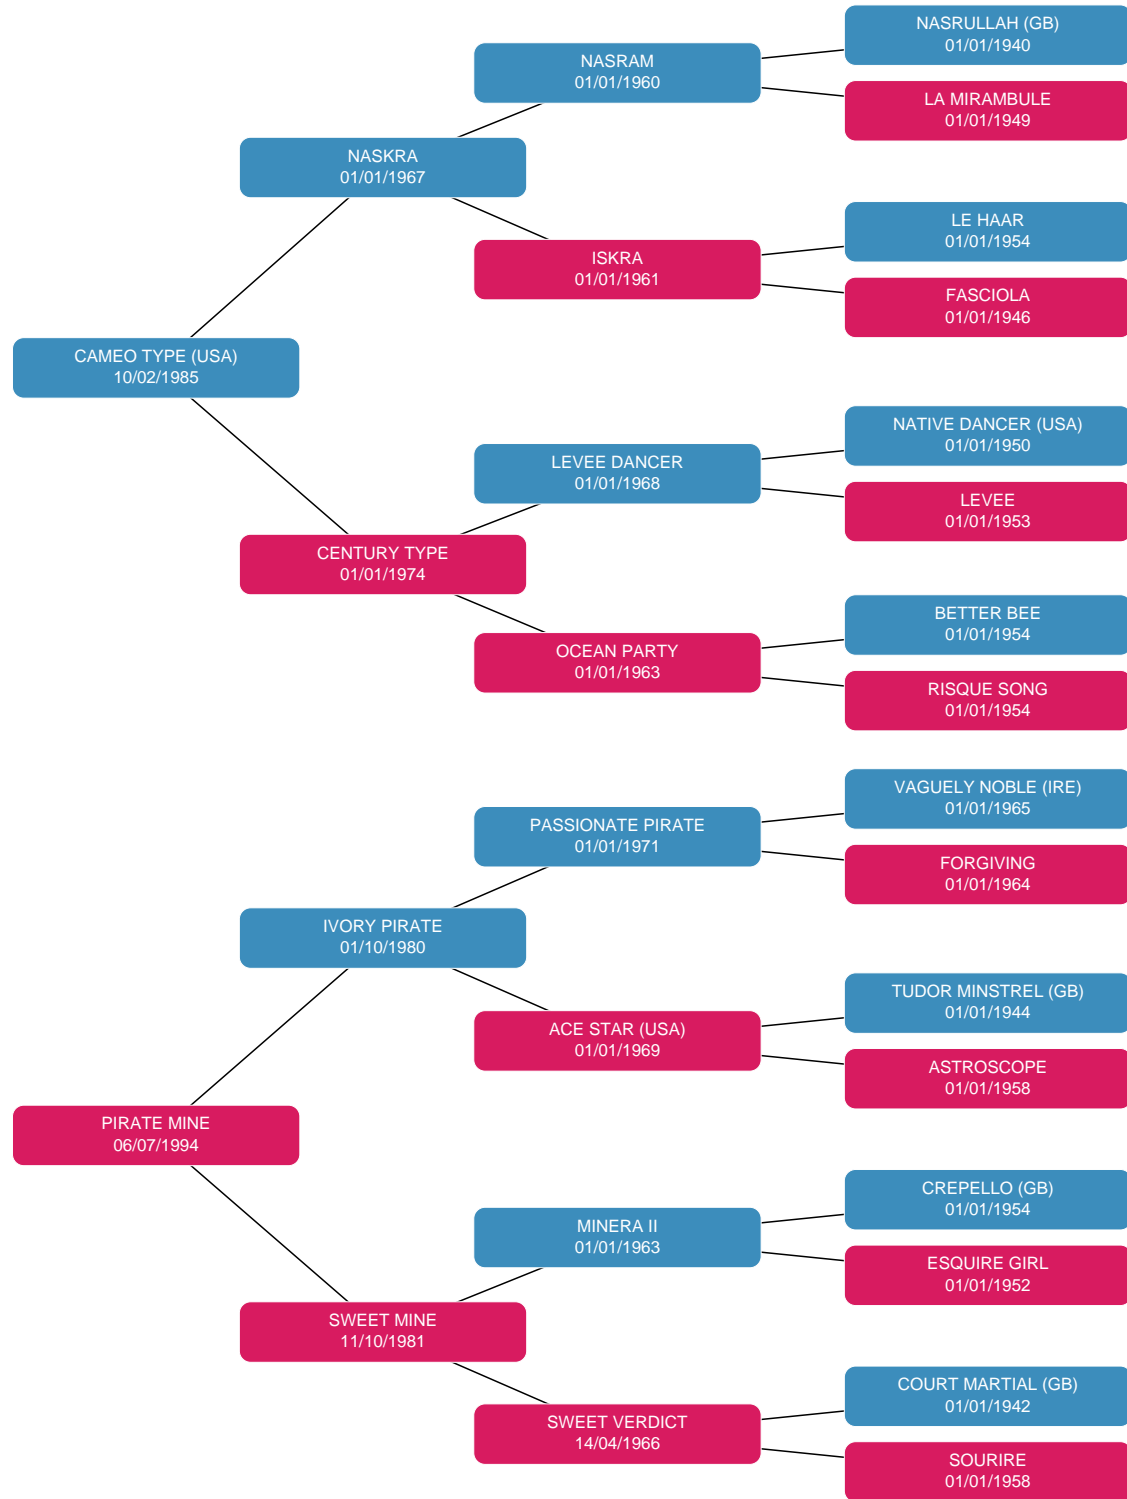 NASRULLAH (GB)
01/01/1940
NASRAM
01/01/1960
LA MIRAMBULE
01/01/1949
NASKRA
01/01/1967
LE HAAR
01/01/1954
ISKRA
01/01/1961
FASCIOLA
01/01/1946
CAMEO TYPE (USA)
10/02/1985
NATIVE DANCER (USA)
01/01/1950
LEVEE DANCER
01/01/1968
LEVEE
01/01/1953
CENTURY TYPE
01/01/1974
BETTER BEE
01/01/1954
OCEAN PARTY
01/01/1963
RISQUE SONG
01/01/1954
VAGUELY NOBLE (IRE)
01/01/1965
PASSIONATE PIRATE
01/01/1971
FORGIVING
01/01/1964
IVORY PIRATE
01/10/1980
TUDOR MINSTREL (GB)
01/01/1944
ACE STAR (USA)
01/01/1969
ASTROSCOPE
01/01/1958
PIRATE MINE
06/07/1994
CREPELLO (GB)
01/01/1954
MINERA II
01/01/1963
ESQUIRE GIRL
01/01/1952
SWEET MINE
11/10/1981
COURT MARTIAL (GB)
01/01/1942
SWEET VERDICT
14/04/1966
SOURIRE
01/01/1958